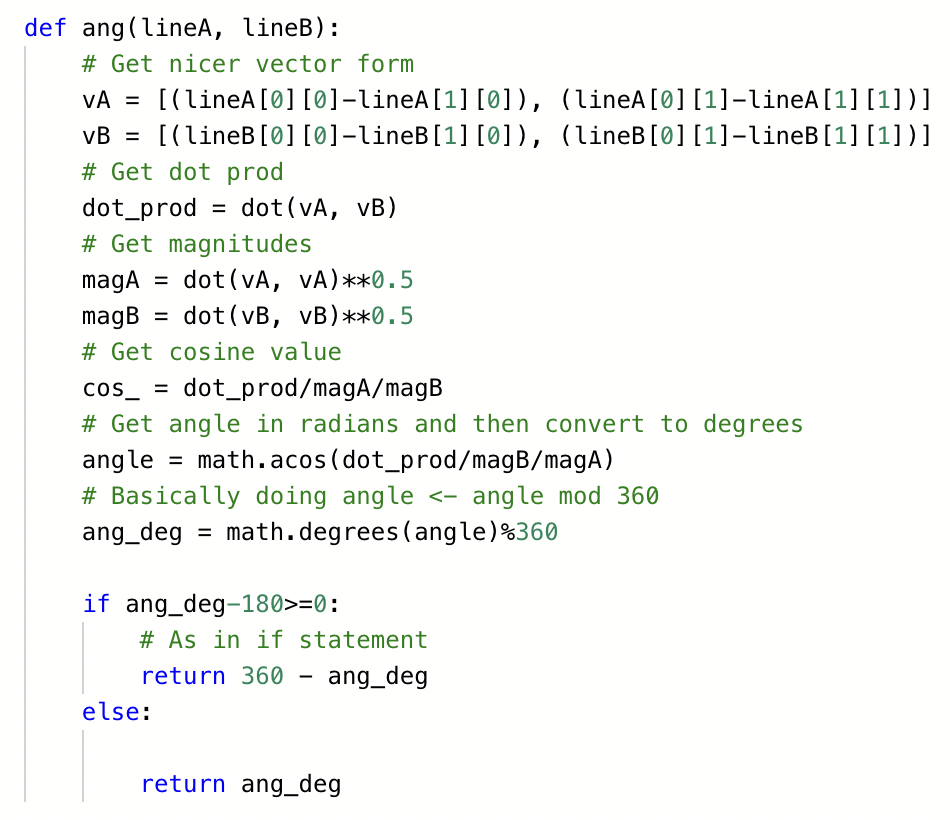 def ang(lineA, lineB):
    # Get nicer vector form
    vA = [(lineA[0][0]-lineA[1][0]), (lineA[0][1]-lineA[1][1])]
    vB = [(lineB[0][0]-lineB[1][0]), (lineB[0][1]-lineB[1][1])]
    # Get dot prod
    dot_prod = dot(vA, vB)
    # Get magnitudes
    magA = dot(vA, vA)**0.5
    magB = dot(vB, vB)**0.5
    # Get cosine value
    cos_ = dot_prod/magA/magB
    # Get angle in radians and then convert to degrees
    angle = math.acos(dot_prod/magB/magA)
    # Basically doing angle <- angle mod 360
    ang_deg = math.degrees(angle)%360

    if ang_deg-180>=0:
        # As in if statement
        return 360 - ang_deg
    else:

        return ang_deg